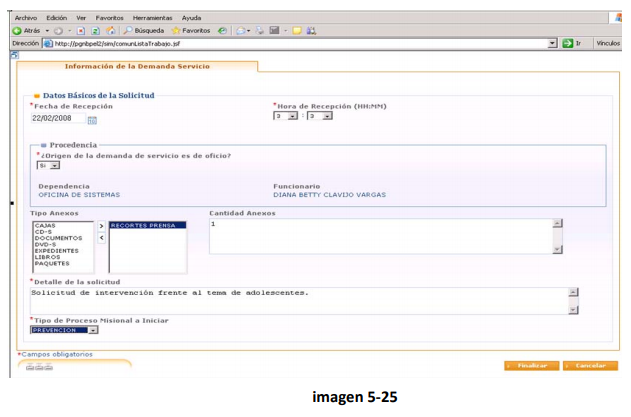 Archivo Edición Ver Favoritos Herramientas Ayuda
Atrás Búsqueda Favoritos
Dirección http://pgnbpel2/sim/comunListaTrabajo.jsf Ir Vínculos
Información de la Demanda Servicio
Datos Básicos de la Solicitud
*Fecha de Recepción *Hora de Recepción (HH:MM)
22/02/2008 3 : 3
Procedencia
*¿Origen de la demanda de servicio es de oficio?
Si
Dependencia Funcionario
OFICINA DE SISTEMAS DIANA BETTY CLAVIJO VARGAS
Tipo Anexos Cantidad Anexos
CAJAS > RECORTES PRENSA 1
CD-S
DOCUMENTOS <
DVD-S
EXPEDIENTES
LIBROS
PAQUETES
*Detalle de la solicitud
Solicitud de intervención frente al tema de adolescentes.
*Tipo de Proceso Misional a Iniciar
PREVENCION
*Campos obligatorios
Finalizar Cancelar
imagen 5-25